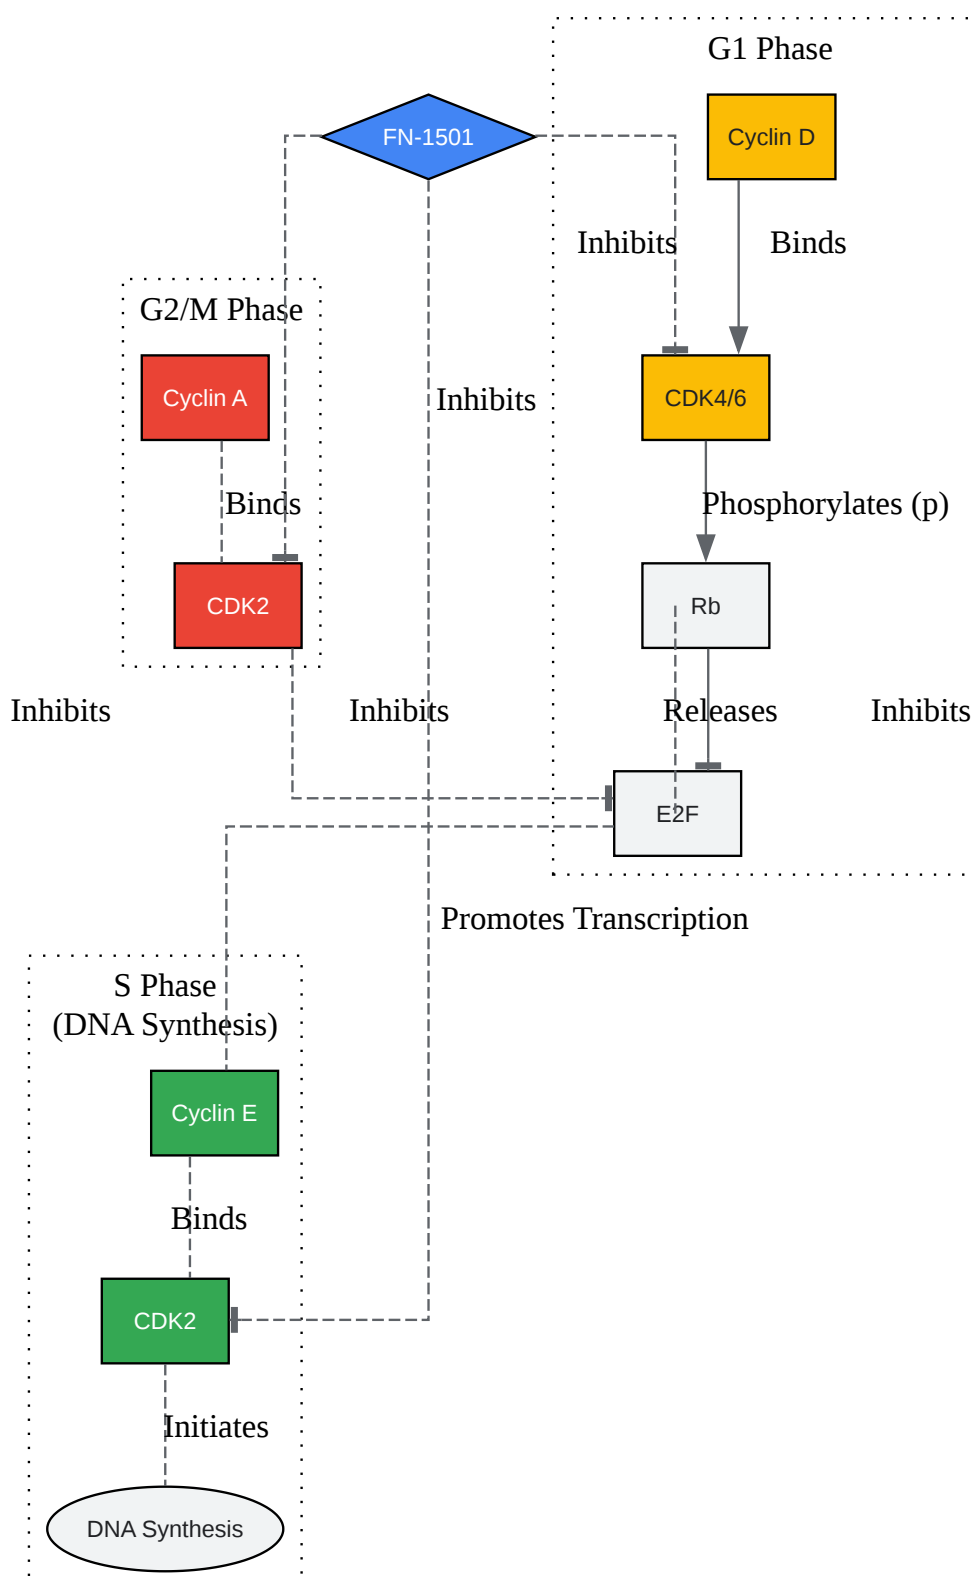 G1 Phase
FN-1501
Cyclin D
Inhibits
Binds
G2/M Phase
Cyclin A
Inhibits
CDK4/6
Binds
Phosphorylates (p)
CDK2
Rb
Inhibits
Inhibits
Releases
Inhibits
E2F
Promotes Transcription
S Phase
(DNA Synthesis)
Cyclin E
Binds
CDK2
Initiates
DNA Synthesis